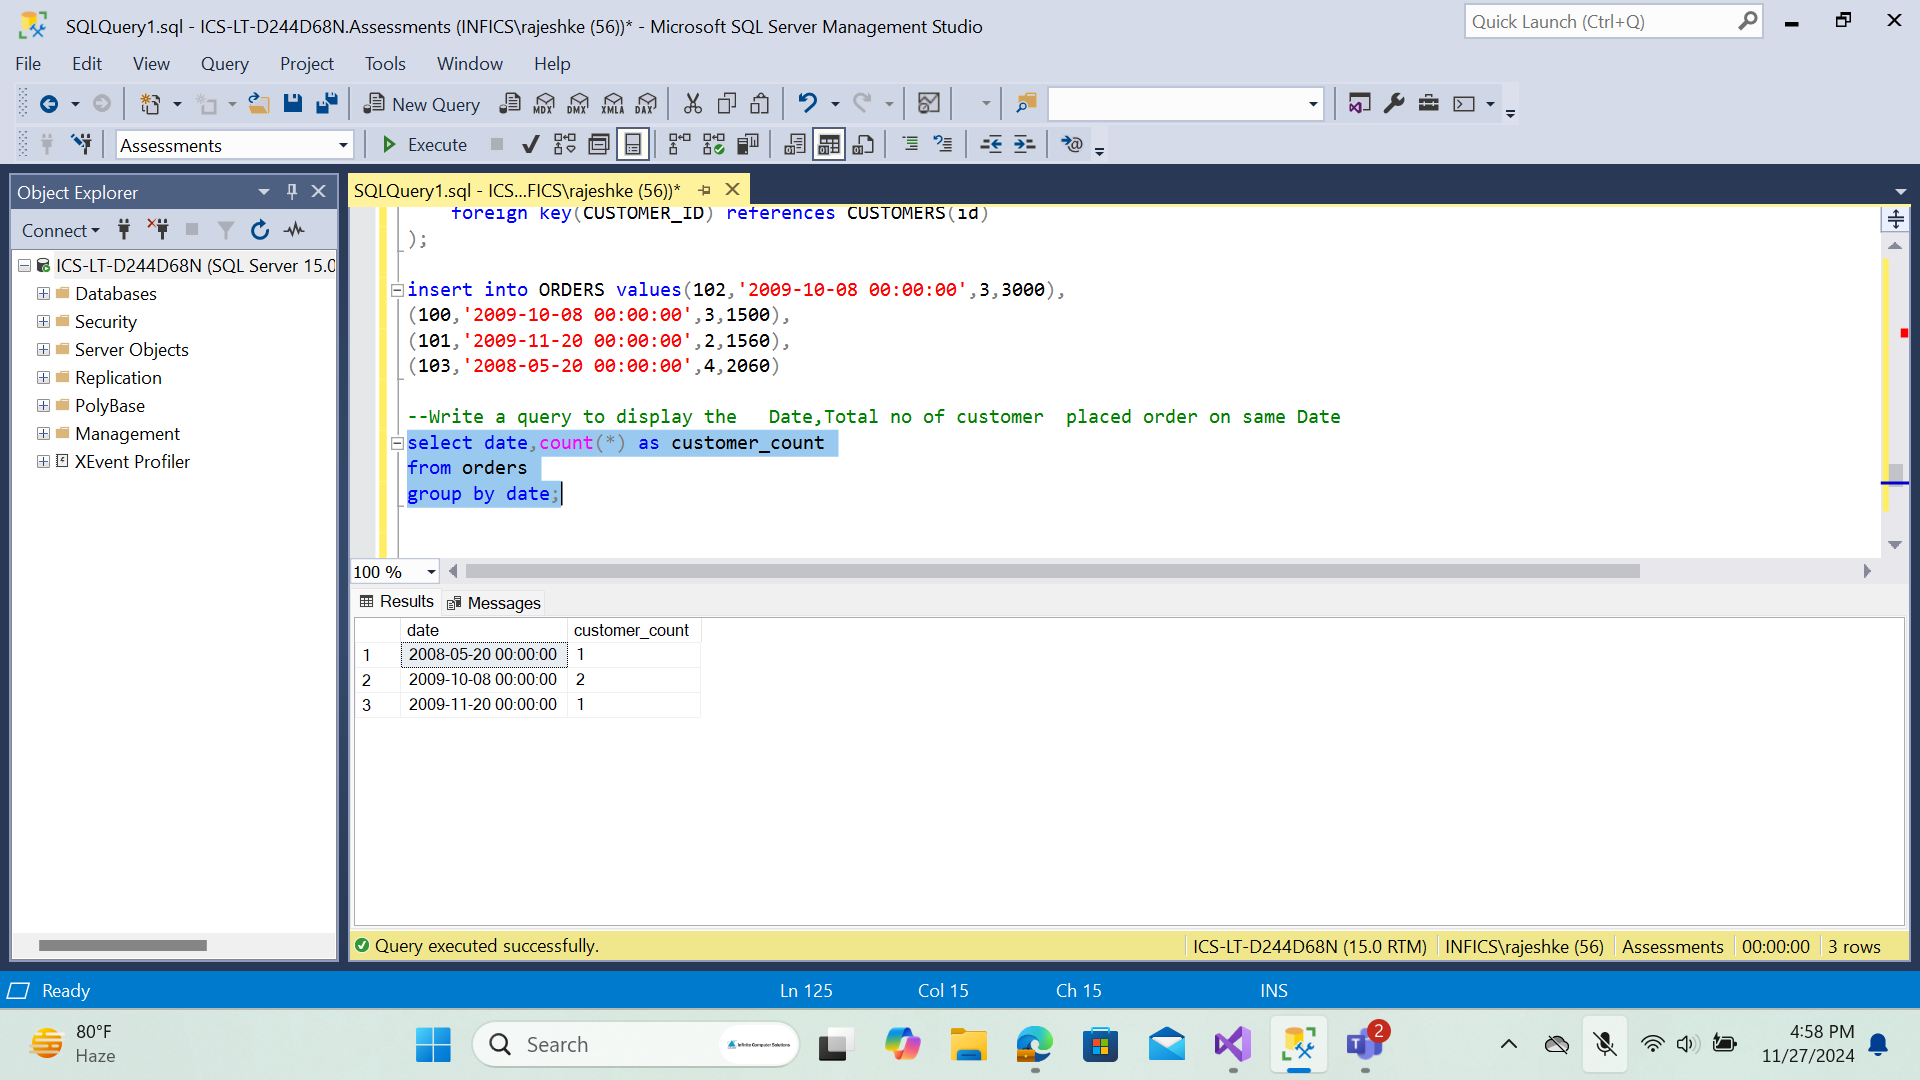 SQLQuery1.sql - ICS-LT-D244D68N.Assessments (INFICS\rajeshke (56))* - Microsoft SQL Server Management Studio
Quick Launch (Ctrl+Q)
File Edit View Query Project Tools Window Help
New Query MDX DMX XMLA DAX
Assessments Execute
Object Explorer
SQLQuery1.sql - ICS...FICS\rajeshke (56))*
Connect
ICS-LT-D244D68N (SQL Server 15.0
Databases
Security
Server Objects
Replication
PolyBase
Management
XEvent Profiler
foreign key(CUSTOMER_ID) references CUSTOMERS(id)
);
insert into ORDERS values(102,'2009-10-08 00:00:00',3,3000),
(100,'2009-10-08 00:00:00',3,1500),
(101,'2009-11-20 00:00:00',2,1560),
(103,'2008-05-20 00:00:00',4,2060)
--Write a query to display the   Date,Total no of customer  placed order on same Date
select date,count(*) as customer_count
from orders
group by date;
100 %
Results Messages
date customer_count
1 2008-05-20 00:00:00 1
2 2009-10-08 00:00:00 2
3 2009-11-20 00:00:00 1
Query executed successfully. ICS-LT-D244D68N (15.0 RTM) INFICS\rajeshke (56) Assessments 00:00:00 3 rows
Ready Ln 125 Col 15 Ch 15 INS
80°F
Haze
Search
Infinite Computer Solutions
2
4:58 PM
11/27/2024